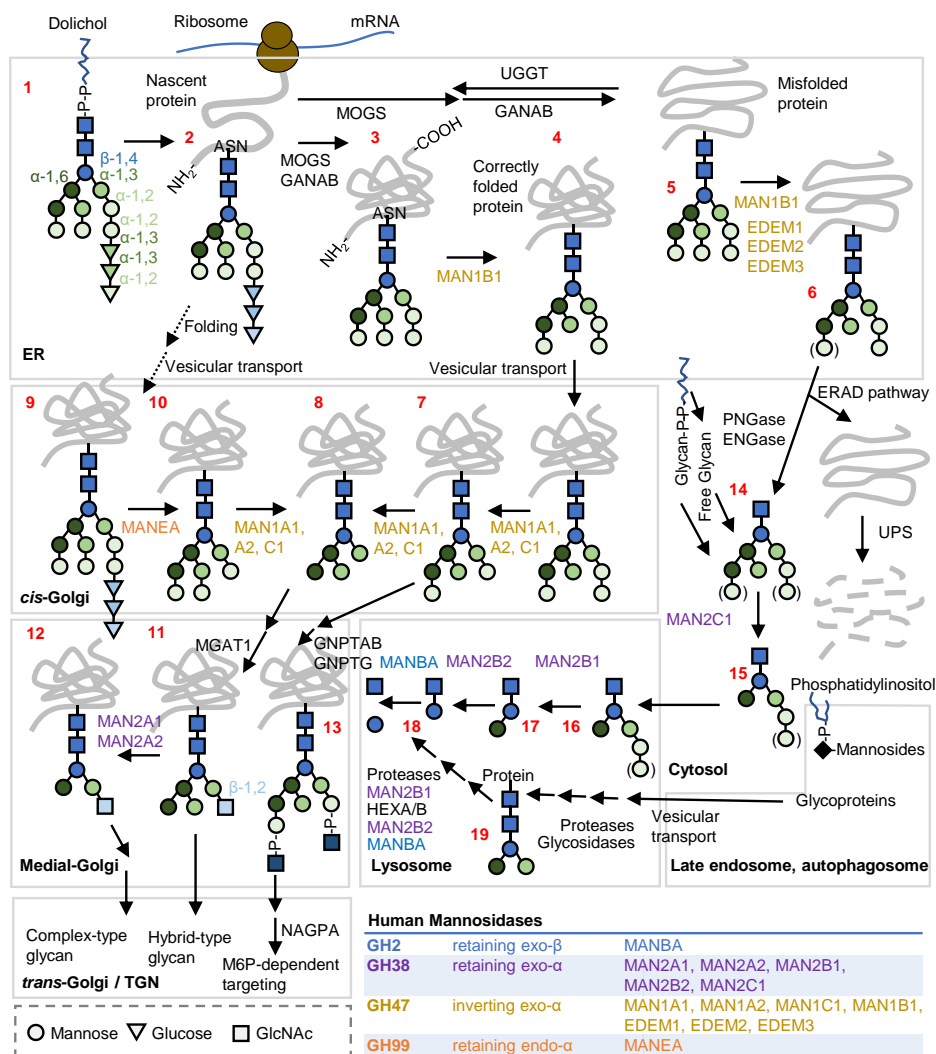 Dolichol
Ribosome
mRNA
1
-P-P-
Nascent
protein
2
ASN
NH2-
β-1,4
α-1,6
α-1,3
α-1,2
α-1,2
α-1,3
α-1,3
α-1,2
MOGS
UGGT
GANAB
MOGS
GANAB
3
-COOH
ASN
NH2-
MAN1B1
4
Correctly
folded
protein
Misfolded
protein
5
MAN1B1
EDEM1
EDEM2
EDEM3
6
( )
Folding
Vesicular transport
ER
Vesicular transport
ERAD pathway
9
10
8
7
MANEA
MAN1A1,
A2, C1
MAN1A1,
A2, C1
MAN1A1,
A2, C1
cis-Golgi
Glycan-P-P-
Free Glycan
PNGase
ENGase
14
( )
( )
UPS
MAN2C1
15
( )
12
11
MGAT1
GNPTAB
GNPTG
13
MAN2A1
MAN2A2
β-1,2
-P-
-P-
Medial-Golgi
MANBA
MAN2B2
MAN2B1
18
17
16
( )
Cytosol
Proteases
MAN2B1
HEXA/B
MAN2B2
MANBA
Protein
19
Proteases
Glycosidases
Vesicular
transport
Glycoproteins
Lysosome
Phosphatidylinositol
-P-
-Mannosides
Late endosome, autophagosome
Complex-type
glycan
Hybrid-type
glycan
NAGPA
M6P-dependent
targeting
trans-Golgi / TGN
Mannose
Glucose
GlcNAc
Human Mannosidases
GH2 retaining exo-β MANBA
GH38 retaining exo-α MAN2A1, MAN2A2, MAN2B1,
MAN2B2, MAN2C1
GH47 inverting exo-α MAN1A1, MAN1A2, MAN1C1, MAN1B1,
EDEM1, EDEM2, EDEM3
GH99 retaining endo-α MANEA